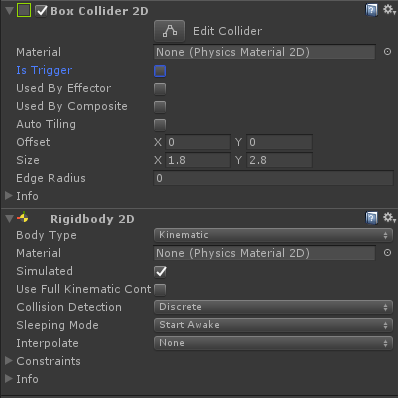 Box Collider 2D
Edit Collider
Material None (Physics Material 2D)
Is Trigger
Used By Effector
Used By Composite
Auto Tiling
Offset X 0 Y 0
Size X 1.8 Y 2.8
Edge Radius 0
Info
Rigidbody 2D
Body Type Kinematic
Material None (Physics Material 2D)
Simulated
Use Full Kinematic Cont
Collision Detection Discrete
Sleeping Mode Start Awake
Interpolate None
Constraints
Info